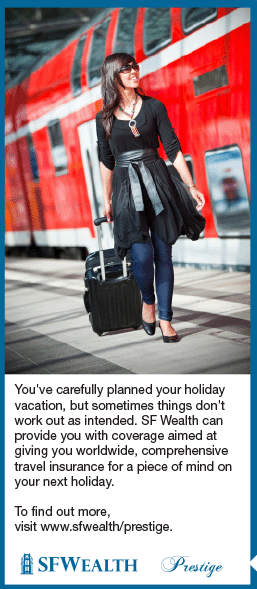 You've carefully planned your holiday
vacation, but sometimes things don't
work out as intended. SF Wealth can
provide you with coverage aimed at
giving you worldwide, comprehensive
travel insurance for a piece of mind on
your next holiday.
To find out more,
visit www.sfwealth/prestige.
SFWEALTH Prestige